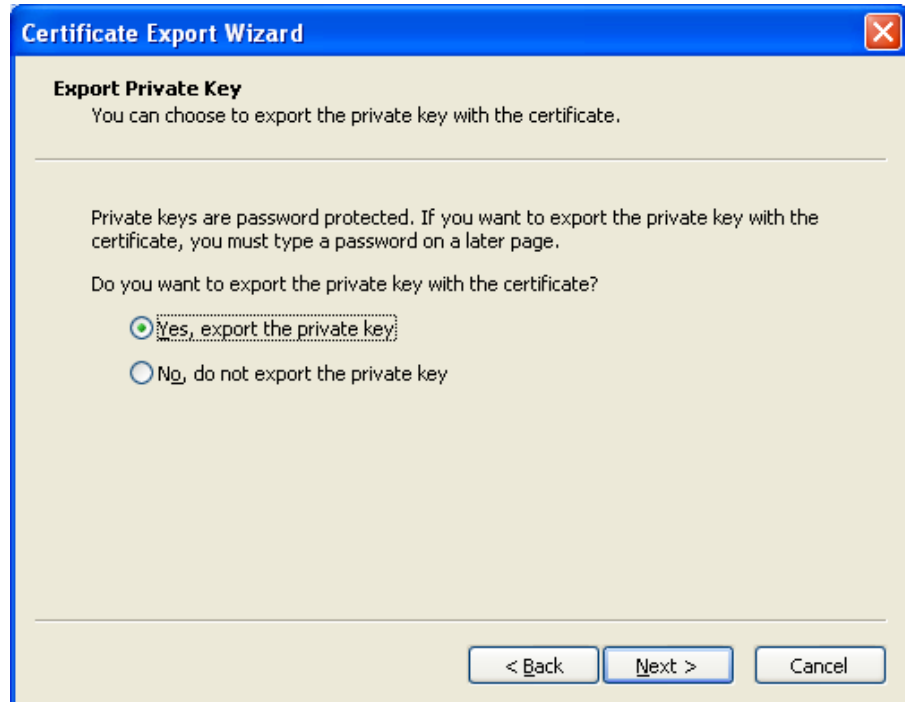 Certificate Export Wizard
Export Private Key
You can choose to export the private key with the certificate.
Private keys are password protected. If you want to export the private key with the
certificate, you must type a password on a later page.
Do you want to export the private key with the certificate?
Yes, export the private key
No, do not export the private key
< Back Next > Cancel